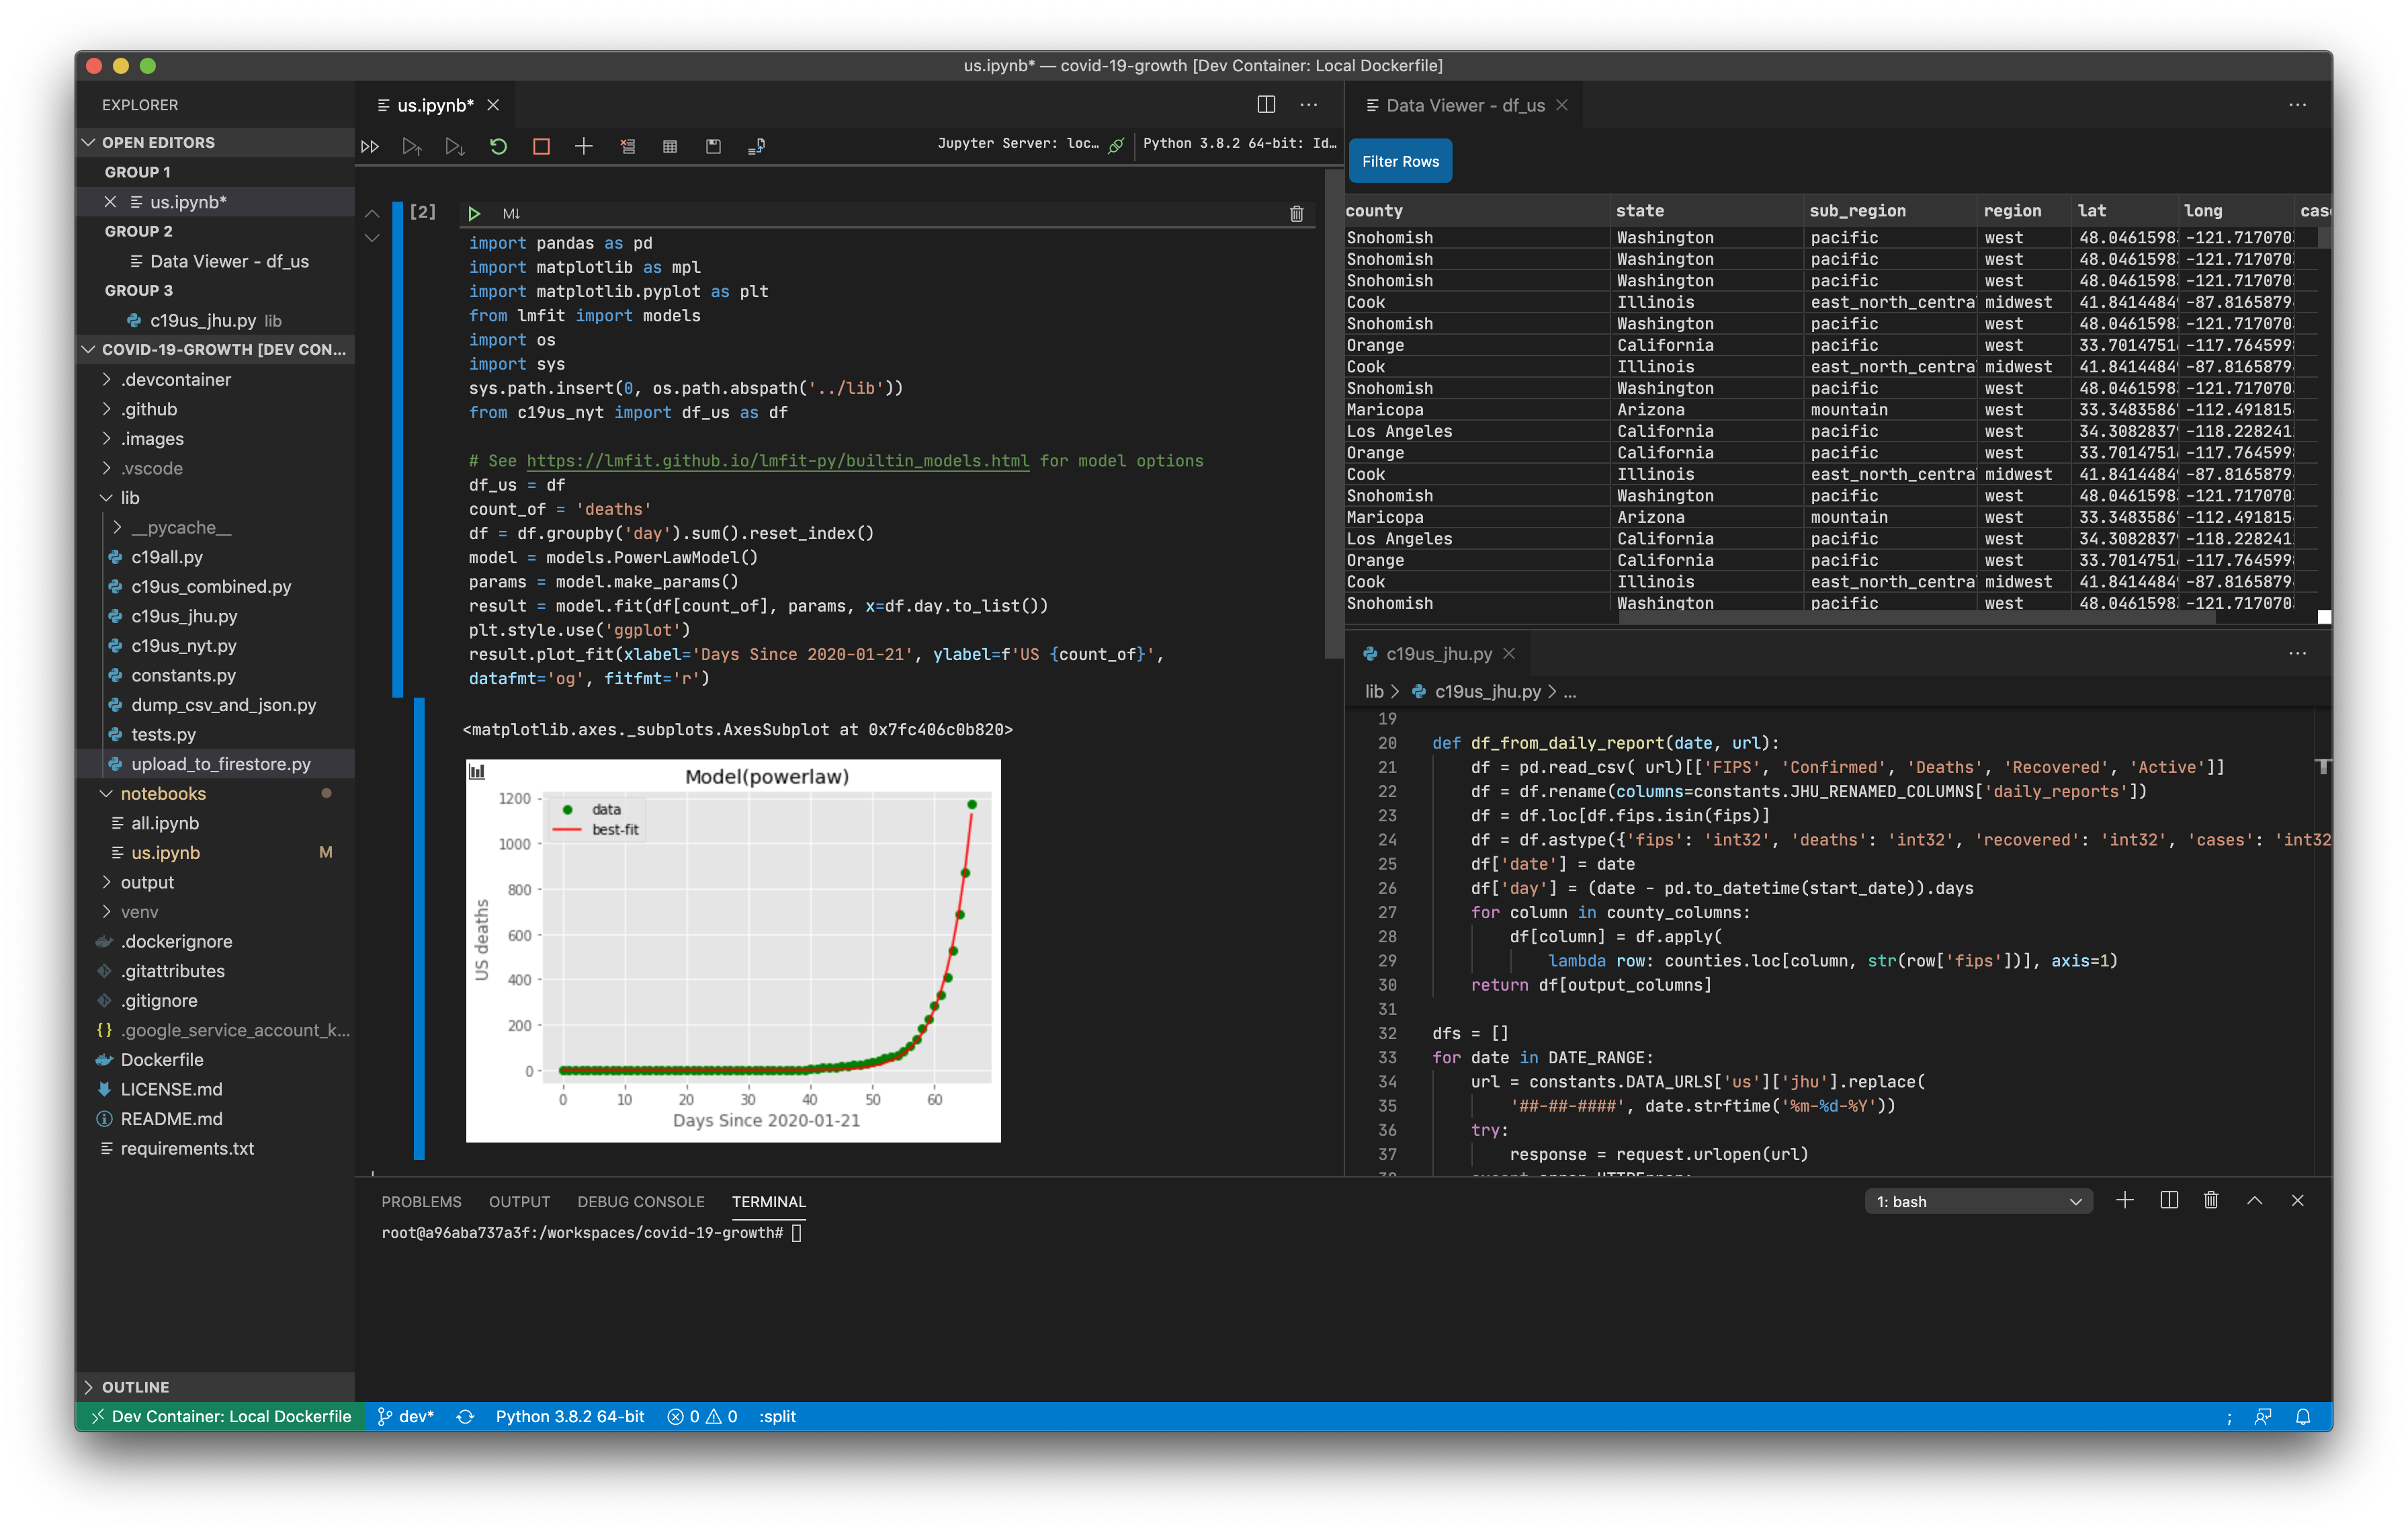 us.ipynb* — covid-19-growth [Dev Container: Local Dockerfile]
EXPLORER
OPEN EDITORS
GROUP 1
us.ipynb*
GROUP 2
Data Viewer - df_us
GROUP 3
c19us_jhu.py lib
COVID-19-GROWTH [DEV CON...
.devcontainer
.github
.images
.vscode
lib
__pycache__
c19all.py
c19us_combined.py
c19us_jhu.py
c19us_nyt.py
constants.py
dump_csv_and_json.py
tests.py
upload_to_firestore.py
notebooks
all.ipynb
us.ipynb M
output
venv
.dockerignore
.gitattributes
.gitignore
{} .google_service_account_k...
Dockerfile
LICENSE.md
README.md
requirements.txt
OUTLINE
us.ipynb*
Jupyter Server: loc... Python 3.8.2 64-bit: Id...
[2] M↓
import pandas as pd
import matplotlib as mpl
import matplotlib.pyplot as plt
from lmfit import models
import os
import sys
sys.path.insert(0, os.path.abspath('../lib'))
from c19us_nyt import df_us as df
# See https://lmfit.github.io/lmfit-py/builtin_models.html for model options
df_us = df
count_of = 'deaths'
df = df.groupby('day').sum().reset_index()
model = models.PowerLawModel()
params = model.make_params()
result = model.fit(df[count_of], params, x=df.day.to_list())
plt.style.use('ggplot')
result.plot_fit(xlabel='Days Since 2020-01-21', ylabel=f'US {count_of}',
datafmt='og', fitfmt='r')
<matplotlib.axes._subplots.AxesSubplot at 0x7fc406c0b820>
Model(powerlaw)
data
best-fit
1200
1000
800
600
400
200
0
US deaths
0 10 20 30 40 50 60
Days Since 2020-01-21
Data Viewer - df_us
Filter Rows
county state sub_region region lat long cas
Snohomish Washington pacific west 48.0461598 -121.717070
Snohomish Washington pacific west 48.0461598 -121.717070
Snohomish Washington pacific west 48.0461598 -121.717070
Cook Illinois east_north_centra midwest 41.8414484 -87.8165879
Snohomish Washington pacific west 48.0461598 -121.717070
Orange California pacific west 33.7014751 -117.764599
Cook Illinois east_north_centra midwest 41.8414484 -87.8165879
Snohomish Washington pacific west 48.0461598 -121.717070
Maricopa Arizona mountain west 33.3483586 -112.491815
Los Angeles California pacific west 34.3082837 -118.228241
Orange California pacific west 33.7014751 -117.764599
Cook Illinois east_north_centra midwest 41.8414484 -87.8165879
Snohomish Washington pacific west 48.0461598 -121.717070
Maricopa Arizona mountain west 33.3483586 -112.491815
Los Angeles California pacific west 34.3082837 -118.228241
Orange California pacific west 33.7014751 -117.764599
Cook Illinois east_north_centra midwest 41.8414484 -87.8165879
Snohomish Washington pacific west 48.0461598 -121.717070
c19us_jhu.py
lib > c19us_jhu.py > ...
19
20 def df_from_daily_report(date, url):
21 df = pd.read_csv( url)[['FIPS', 'Confirmed', 'Deaths', 'Recovered', 'Active']]
22 df = df.rename(columns=constants.JHU_RENAMED_COLUMNS['daily_reports'])
23 df = df.loc[df.fips.isin(fips)]
24 df = df.astype({'fips': 'int32', 'deaths': 'int32', 'recovered': 'int32', 'cases': 'int32
25 df['date'] = date
26 df['day'] = (date - pd.to_datetime(start_date)).days
27 for column in county_columns:
28 df[column] = df.apply(
29 lambda row: counties.loc[column, str(row['fips'])], axis=1)
30 return df[output_columns]
31
32 dfs = []
33 for date in DATE_RANGE:
34 url = constants.DATA_URLS['us']['jhu'].replace(
35 '##-##-####', date.strftime('%m-%d-%Y'))
36 try:
37 response = request.urlopen(url)
PROBLEMS OUTPUT DEBUG CONSOLE TERMINAL 1: bash
root@a96aba737a3f:/workspaces/covid-19-growth#
Dev Container: Local Dockerfile dev* Python 3.8.2 64-bit 0 0 :split ;